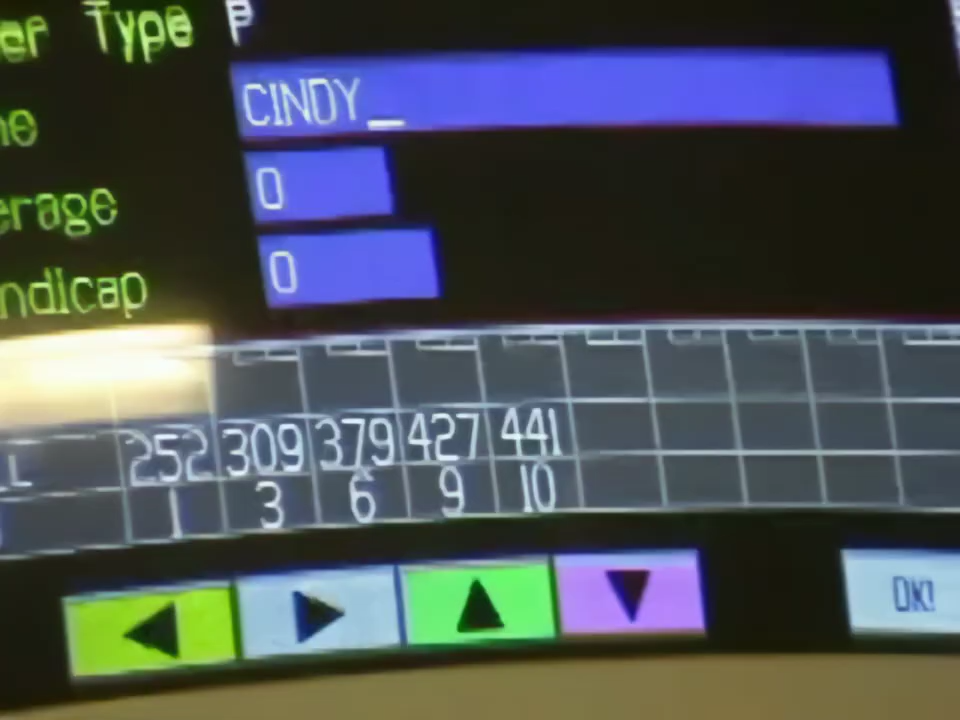 er Type P
ne CINDY_
erage 0
ndicap 0
L 252 309 379 427 441
1 3 6 9 10
OK!